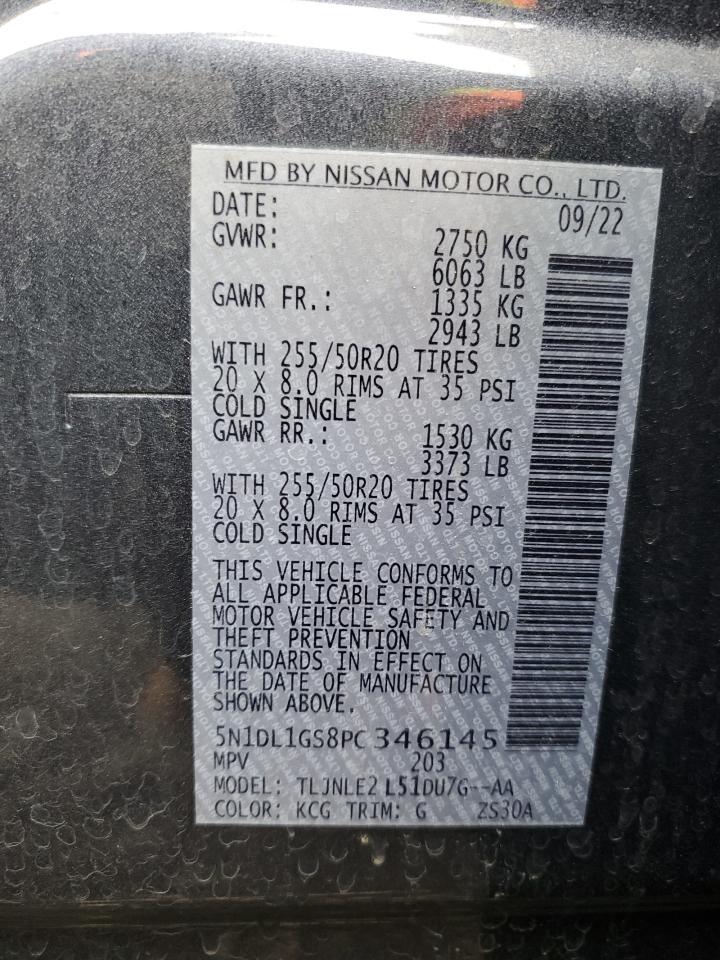 MFD BY NISSAN MOTOR CO., LTD.
DATE: 09/22
GVWR: 2750 KG
6063 LB
GAWR FR.: 1335 KG
2943 LB
WITH 255/50R20 TIRES
20 X 8.0 RIMS AT 35 PSI
COLD SINGLE
GAWR RR.: 1530 KG
3373 LB
WITH 255/50R20 TIRES
20 X 8.0 RIMS AT 35 PSI
COLD SINGLE
THIS VEHICLE CONFORMS TO
ALL APPLICABLE FEDERAL
MOTOR VEHICLE SAFETY AND
THEFT PREVENTION
STANDARDS IN EFFECT ON
THE DATE OF MANUFACTURE
SHOWN ABOVE.
5N1DL1GS8PC 346145
MPV 203
MODEL: TLJNLE2 L51DU7G--AA
COLOR: KCG TRIM: G ZS30A